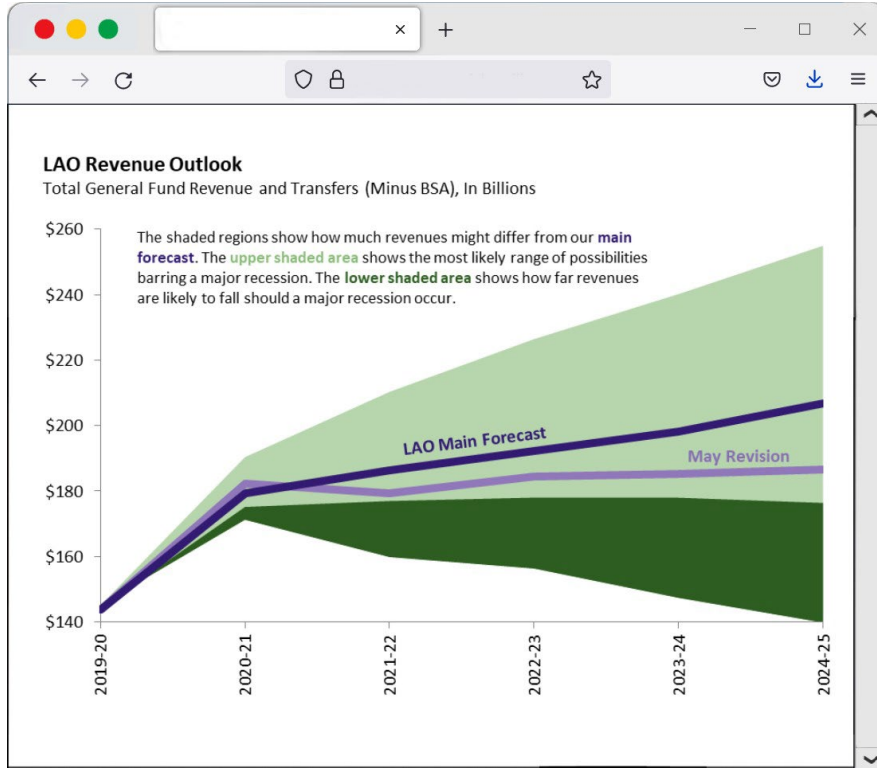 LAO Revenue Outlook
Total General Fund Revenue and Transfers (Minus BSA), In Billions
$260
The shaded regions show how much revenues might differ from our main
forecast. The upper shaded area shows the most likely range of possibilities
barring a major recession. The lower shaded area shows how far revenues
are likely to fall should a major recession occur.
$240
$220
$200
LAO Main Forecast
May Revision
$180
$160
$140
2019-20
2020-21
2021-22
2022-23
2023-24
2024-25